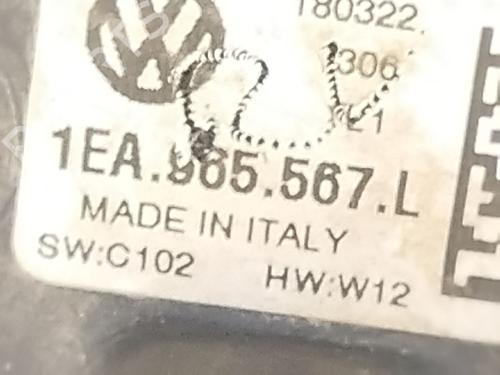 180322.
306
1EA.965.567.L
MADE IN ITALY
SW:C102
HW:W12